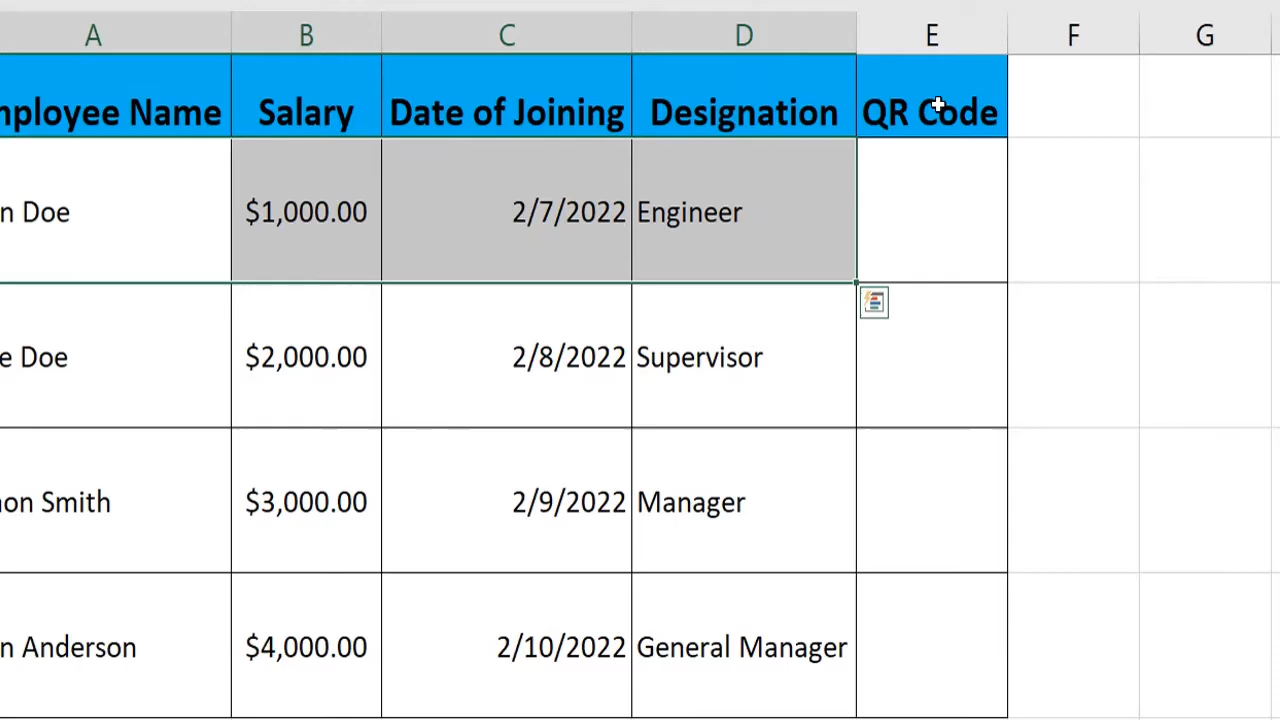 A B C D E F G
Name Salary Date of Joining Designation QR Code
Doe $1,000.00 2/7/2022 Engineer
Doe $2,000.00 2/8/2022 Supervisor
Smith $3,000.00 2/9/2022 Manager
Anderson $4,000.00 2/10/2022 General Manager